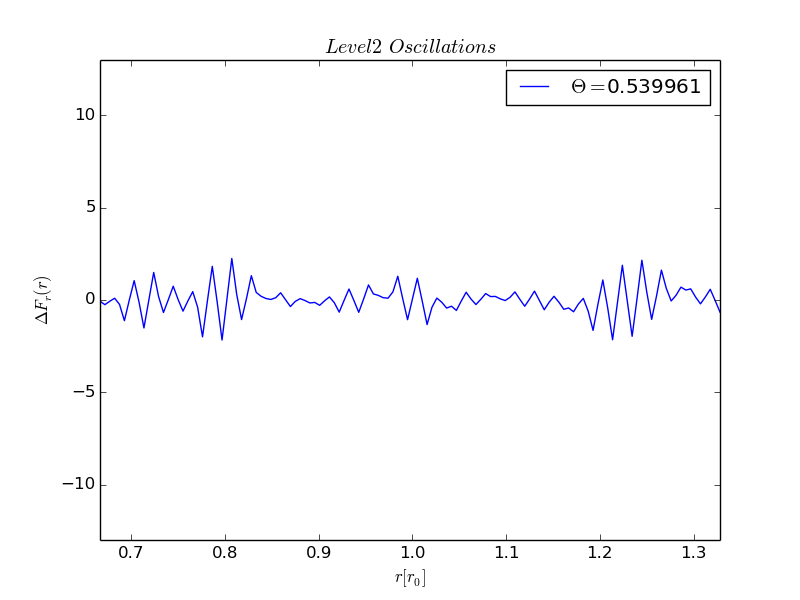 Level2 Oscillations
Θ=0.539961
10
5
0
−5
−10
ΔF_r(r)
0.7 0.8 0.9 1.0 1.1 1.2 1.3
r[r_0]